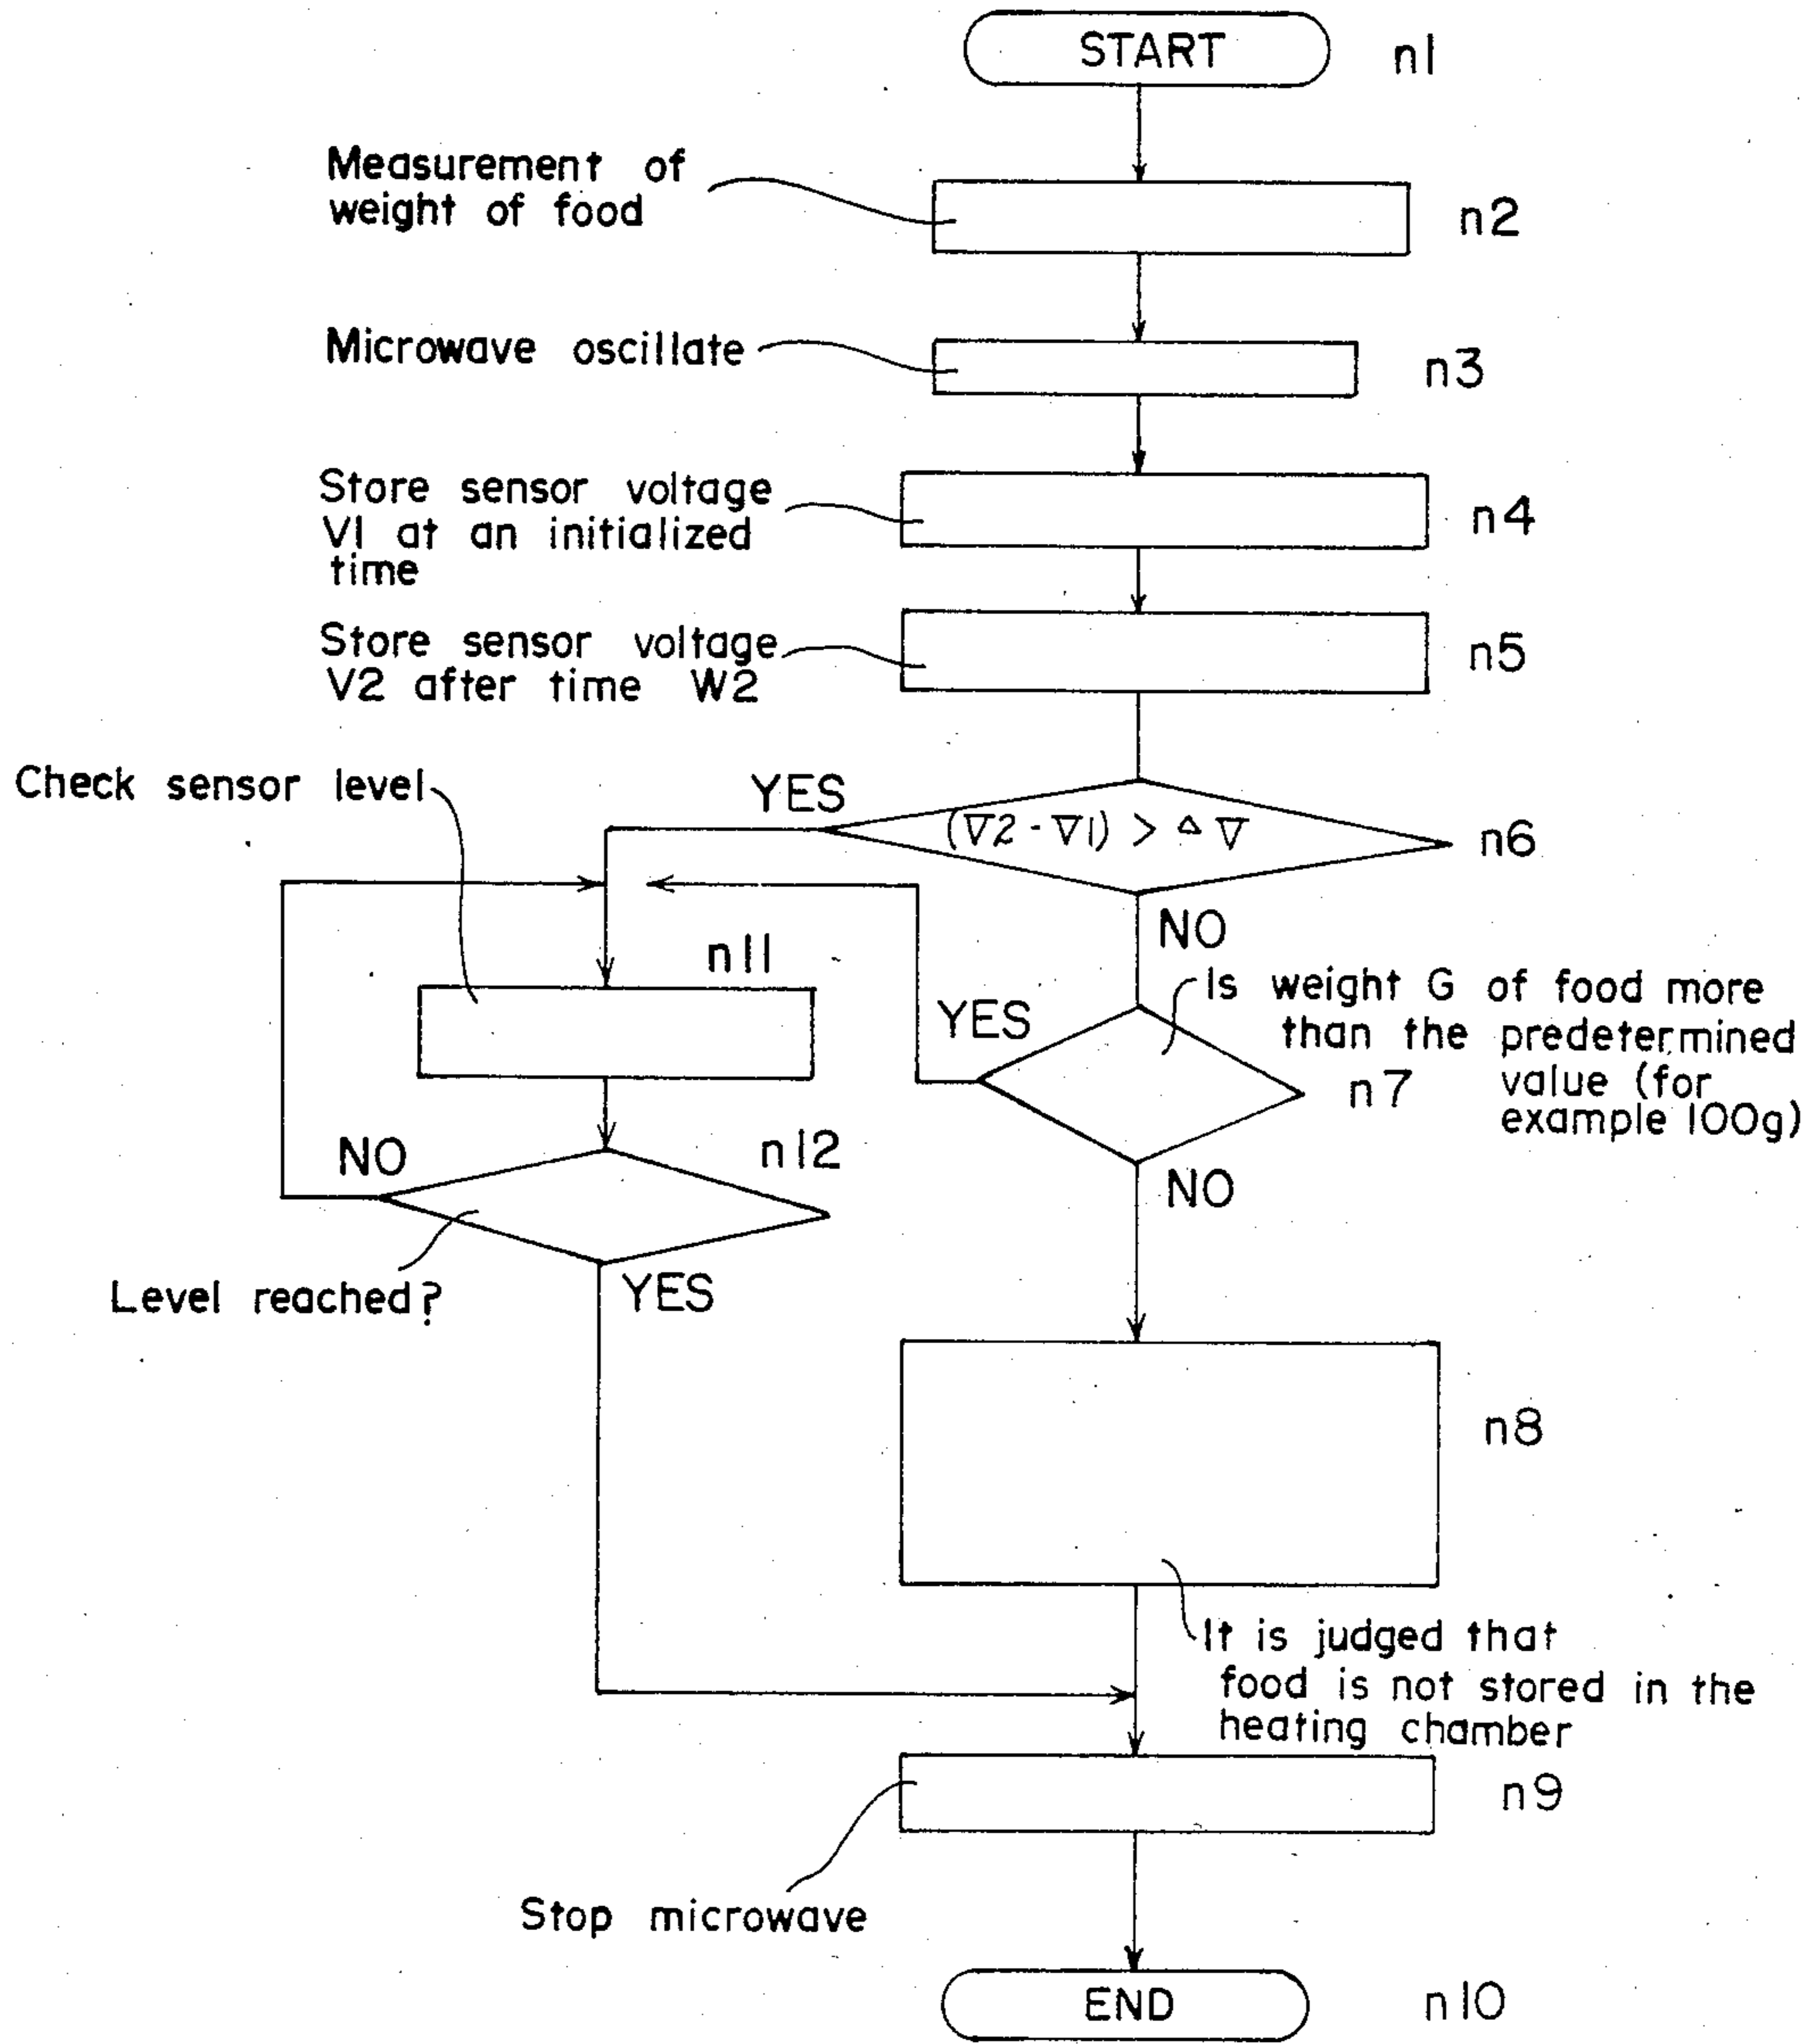 START
n1
Measurement of
weight of food
n2
Microwave oscillate
n3
Store sensor voltage
V1 at an initialized
time
n4
Store sensor voltage
V2 after time W2
n5
Check sensor level
YES
(V2 - V1) > △ V
n6
NO
n11
Is weight G of food more
than the predetermined
value (for
example 100g)
YES
n7
n12
NO
NO
Level reached?
YES
n8
It is judged that
food is not stored in the
heating chamber
n9
Stop microwave
END
n10